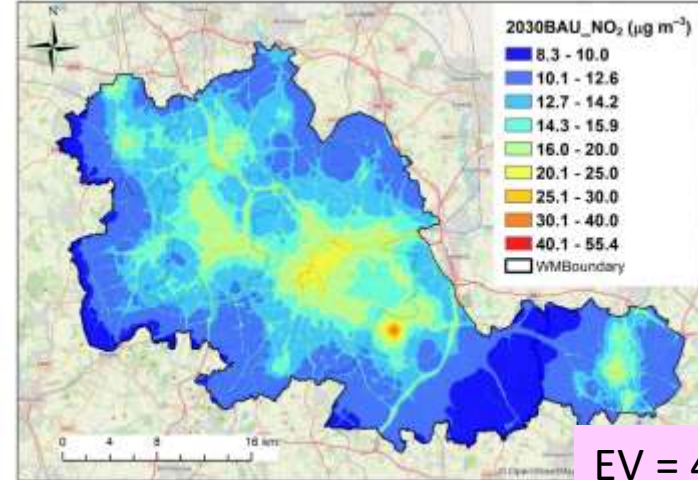 N
2030BAU_NO₂ (µg m⁻³)
8.3 - 10.0
10.1 - 12.6
12.7 - 14.2
14.3 - 15.9
16.0 - 20.0
20.1 - 25.0
25.1 - 30.0
30.1 - 40.0
40.1 - 55.4
WMBoundary
0 4 8 16 km
EV = 4